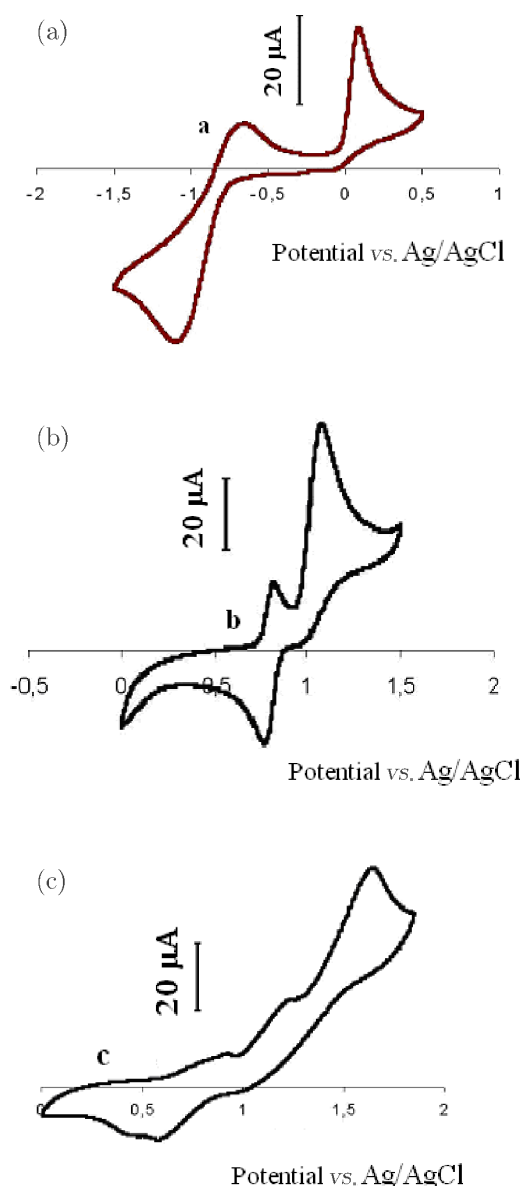 (a)
20 µA
a
-2 -1,5 -1 -0,5 0 0,5 1
Potential vs. Ag/AgCl
(b)
20 µA
b
-0,5 0 0,5 1 1,5 2
Potential vs. Ag/AgCl
(c)
20 µA
c
0 0,5 1 1,5 2
Potential vs. Ag/AgCl